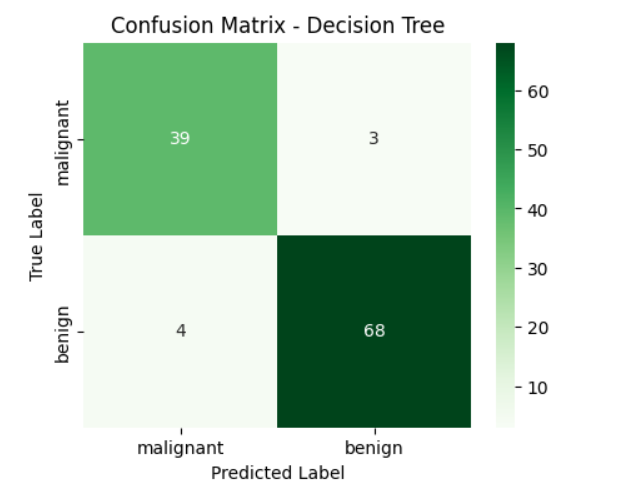 Confusion Matrix - Decision Tree
True Label
malignant
benign
39
3
4
68
malignant
benign
Predicted Label
60
50
40
30
20
10